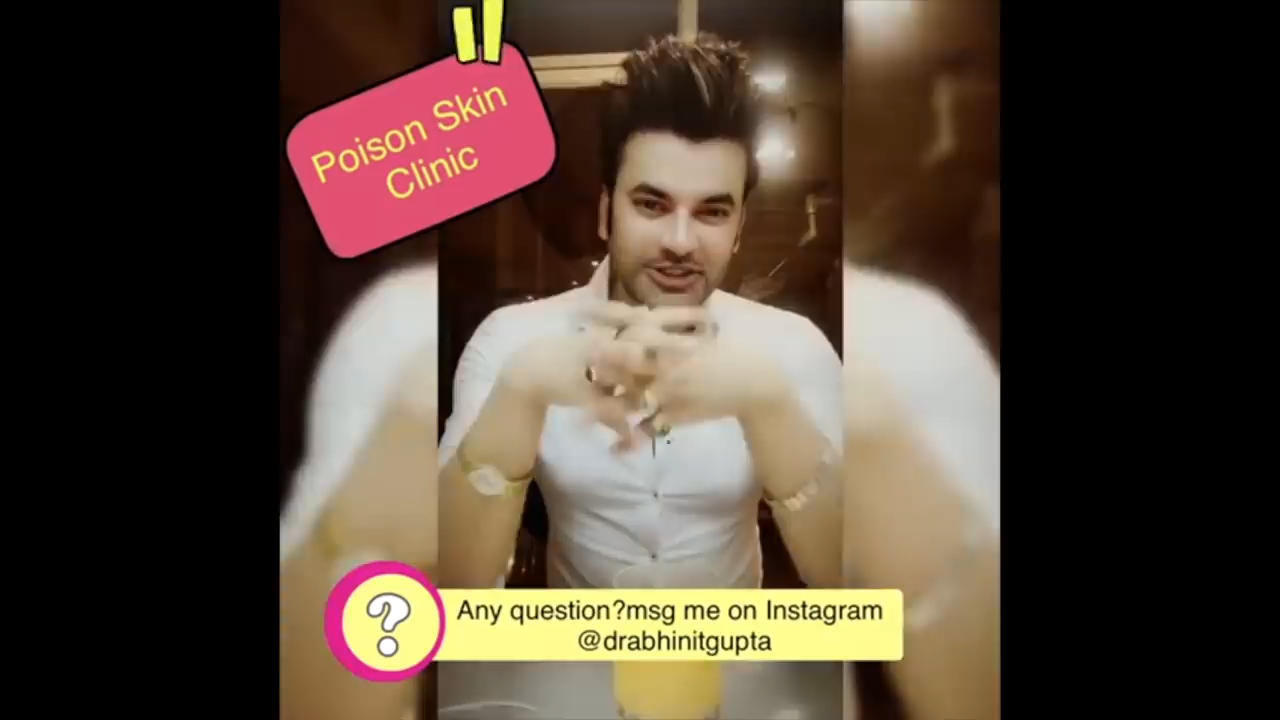 Poison Skin
Clinic
?
Any question?msg me on Instagram
@drabhinitgupta